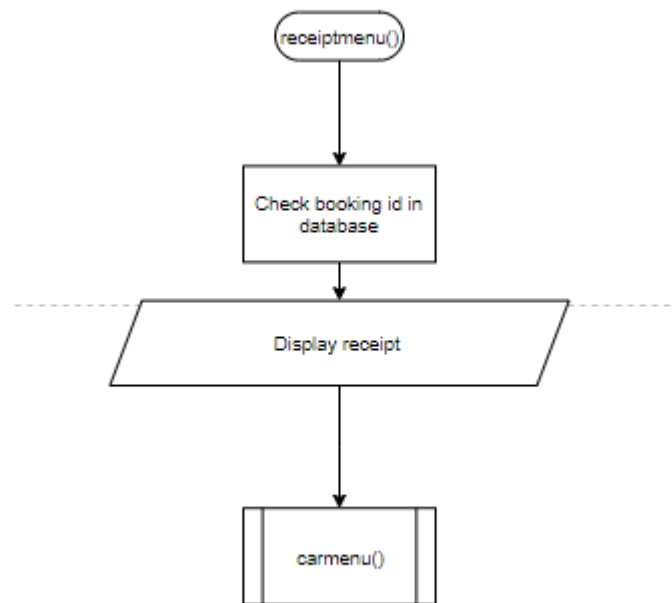 receiptmenu()
Check booking id in
database
Display receipt
carmenu()